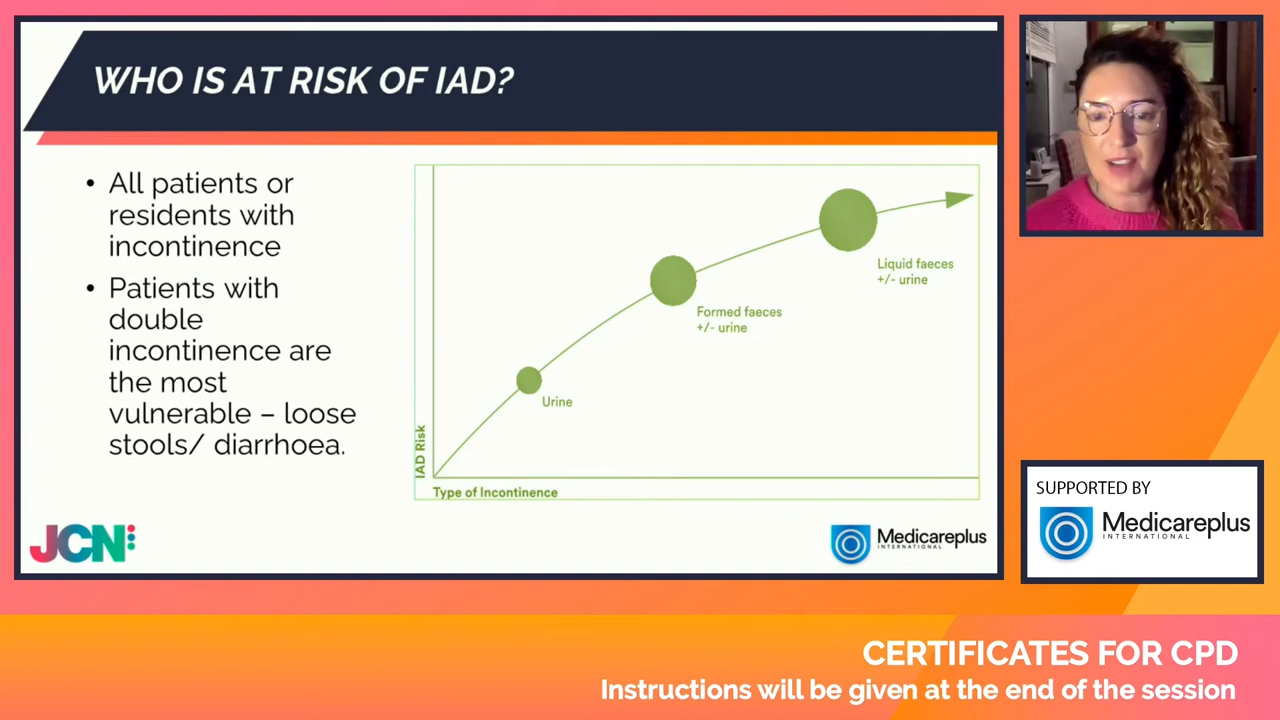 WHO IS AT RISK OF IAD?
• All patients or
residents with
incontinence
• Patients with
double
incontinence are
the most
vulnerable – loose
stools/ diarrhoea.
IAD Risk
Type of Incontinence
Urine
Formed faeces
+/- urine
Liquid faeces
+/- urine
JCN
Medicareplus
INTERNATIONAL
SUPPORTED BY
Medicareplus
INTERNATIONAL
CERTIFICATES FOR CPD
Instructions will be given at the end of the session